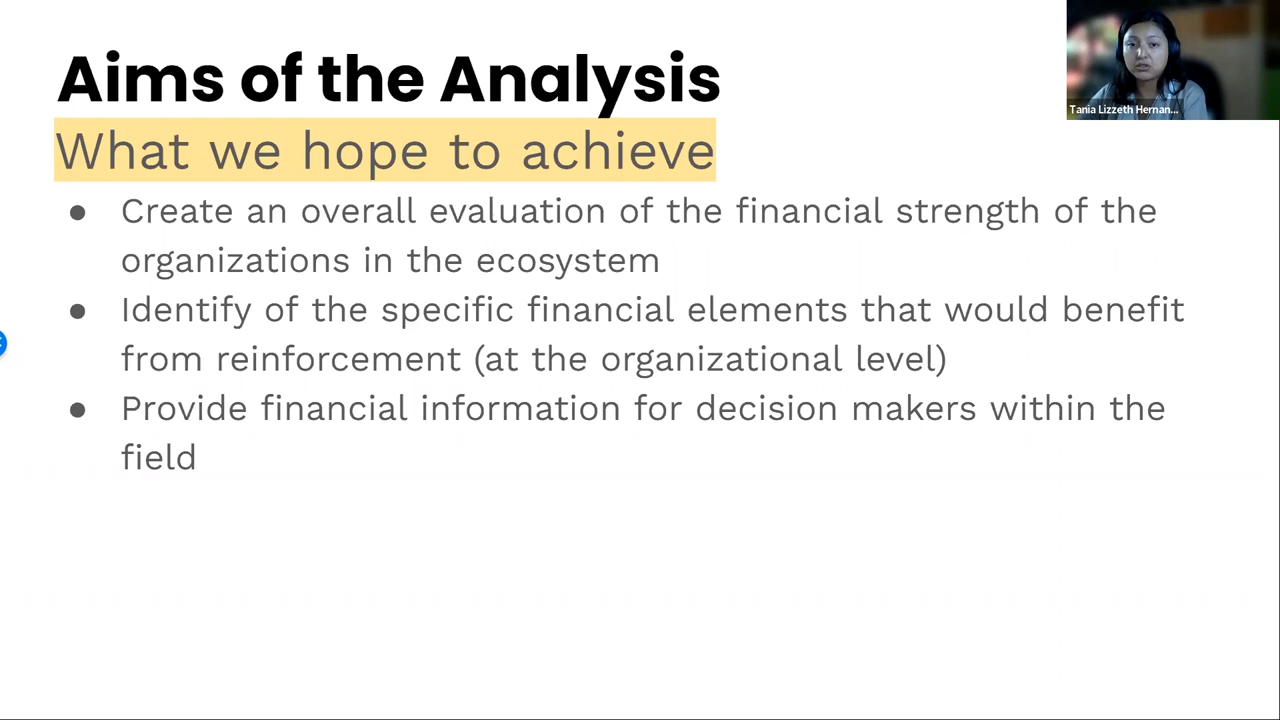 Aims of the Analysis
What we hope to achieve
● Create an overall evaluation of the financial strength of the
organizations in the ecosystem
● Identify of the specific financial elements that would benefit
from reinforcement (at the organizational level)
● Provide financial information for decision makers within the
field
Tania Lizzeth Hernan...